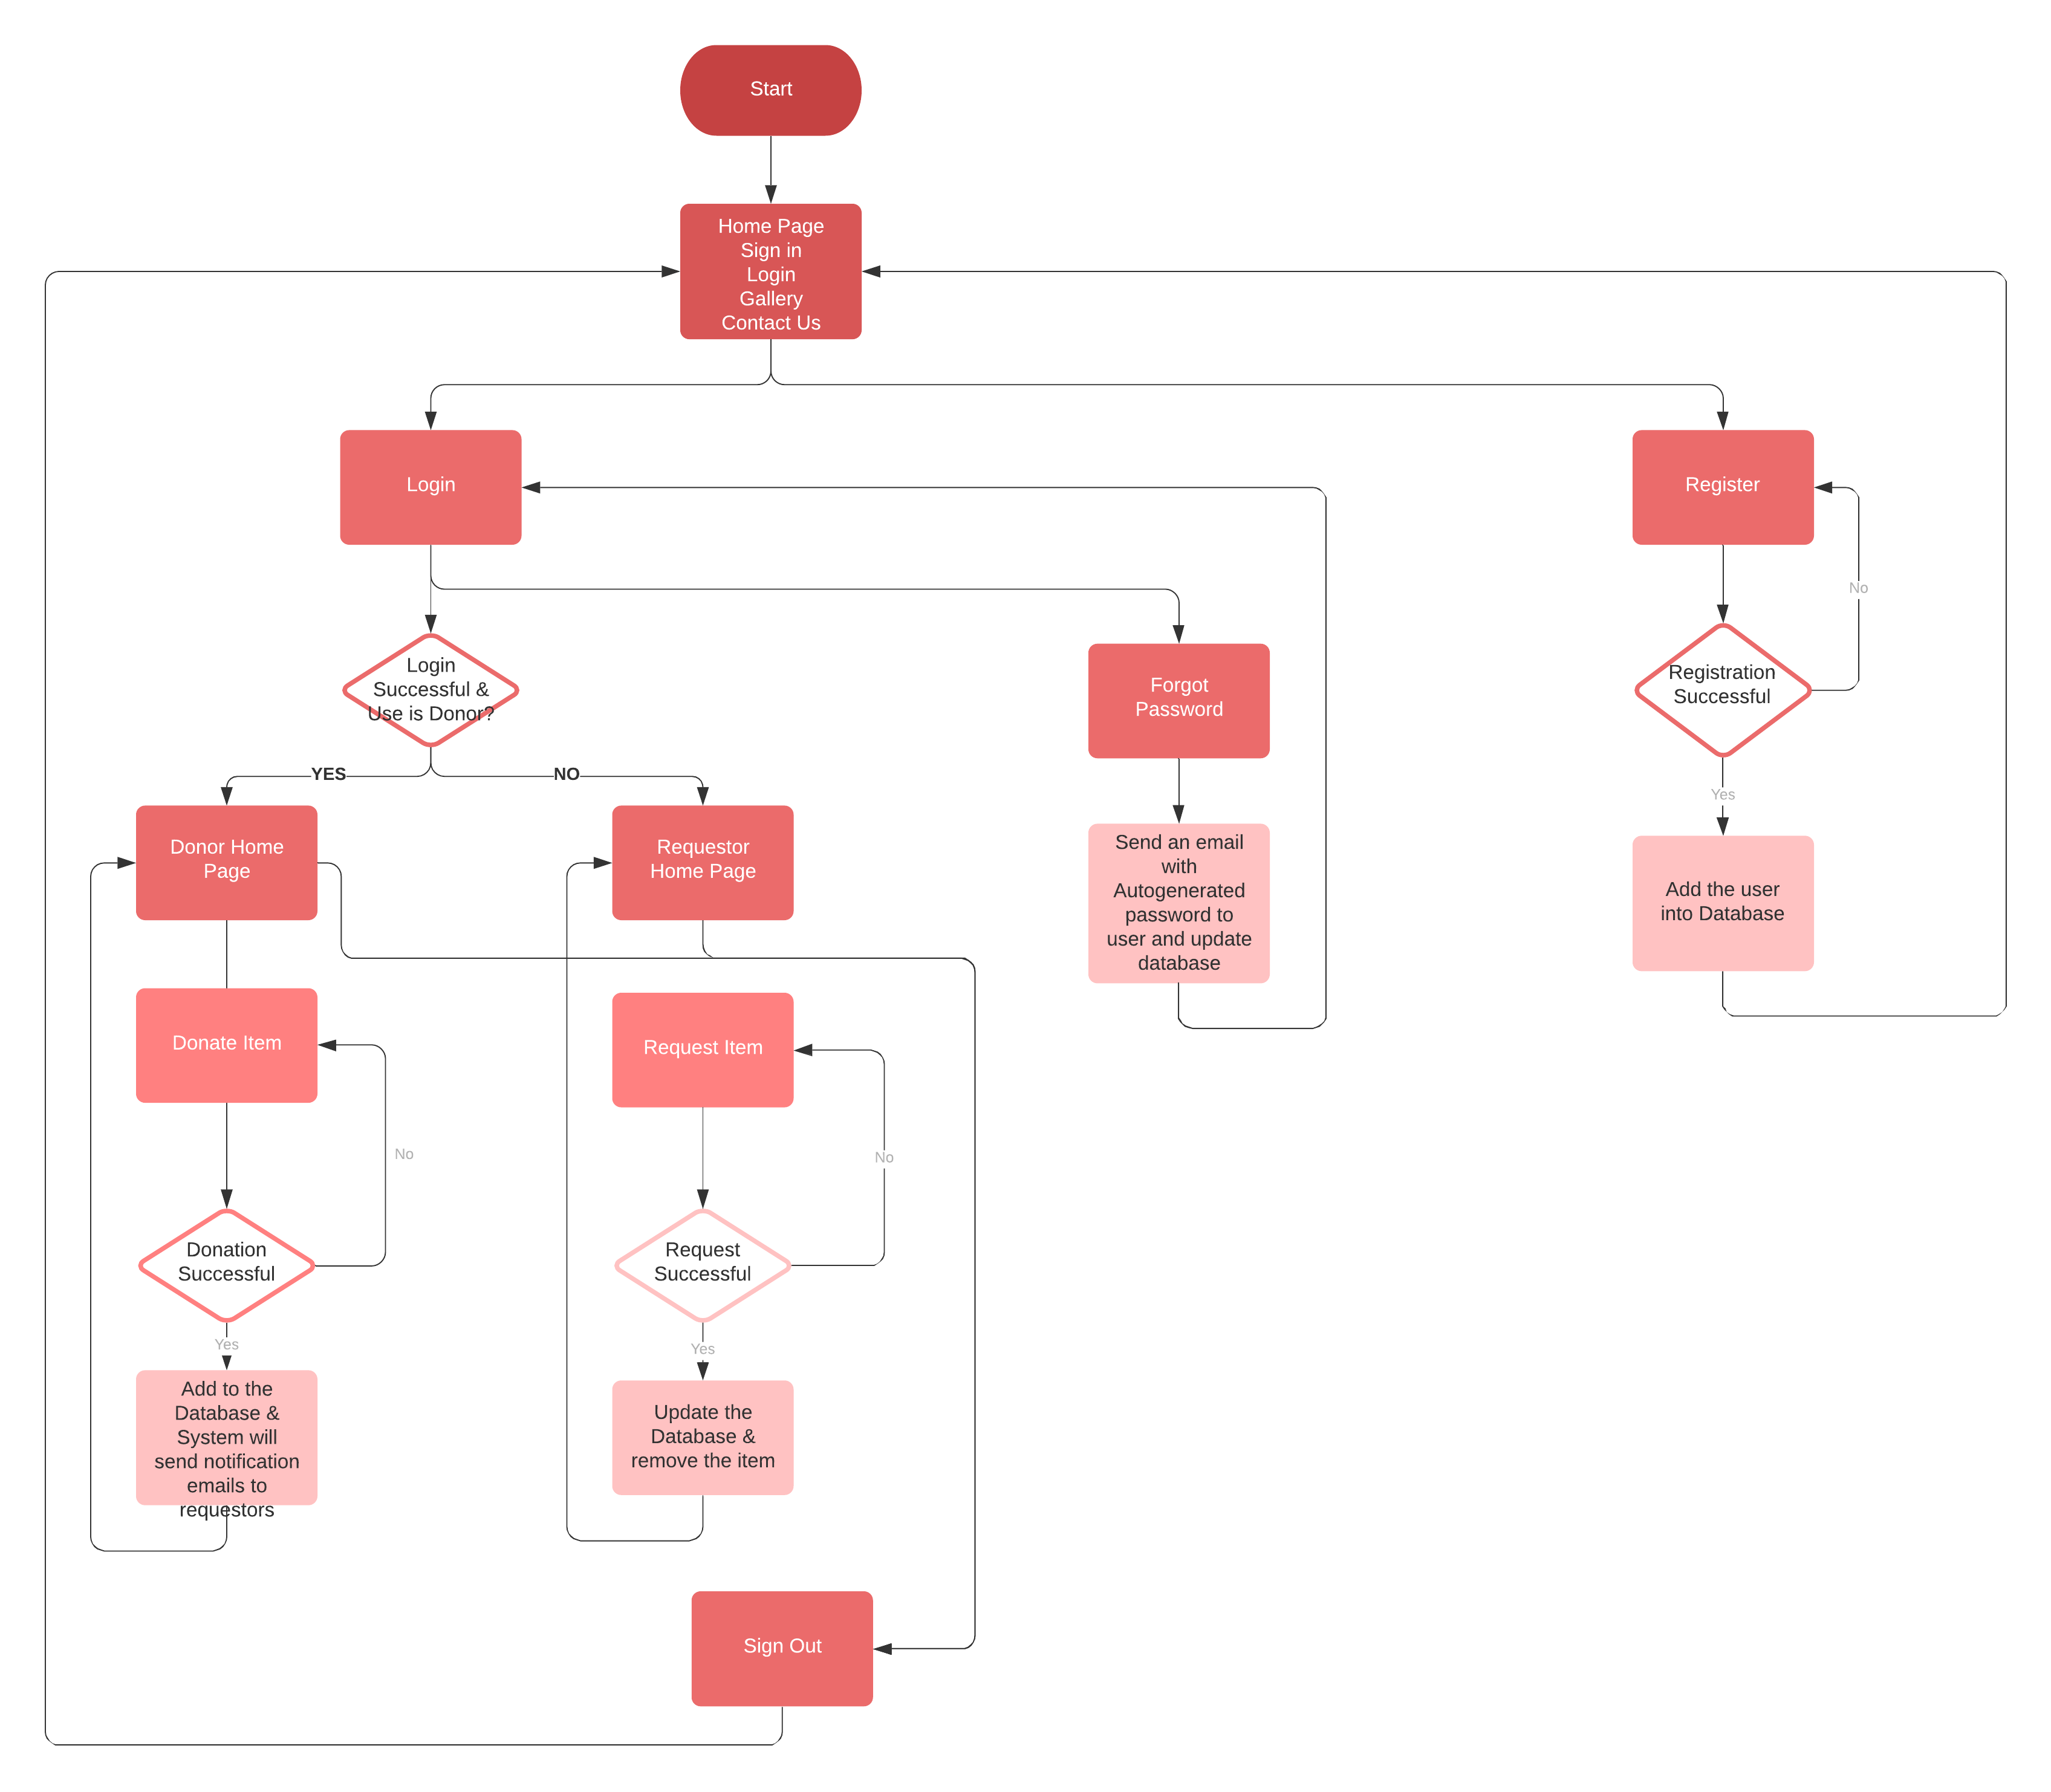 Start
Home Page
Sign in
Login
Gallery
Contact Us
Login
Register
No
Login
Successful &
Use is Donor?
Forgot
Password
Registration
Successful
YES
NO
Yes
Donor Home
Page
Requestor
Home Page
Send an email
with
Autogenerated
password to
user and update
database
Add the user
into Database
Donate Item
Request Item
No
No
Donation
Successful
Request
Successful
Yes
Yes
Add to the
Database &
System will
send notification
emails to
requestors
Update the
Database &
remove the item
Sign Out